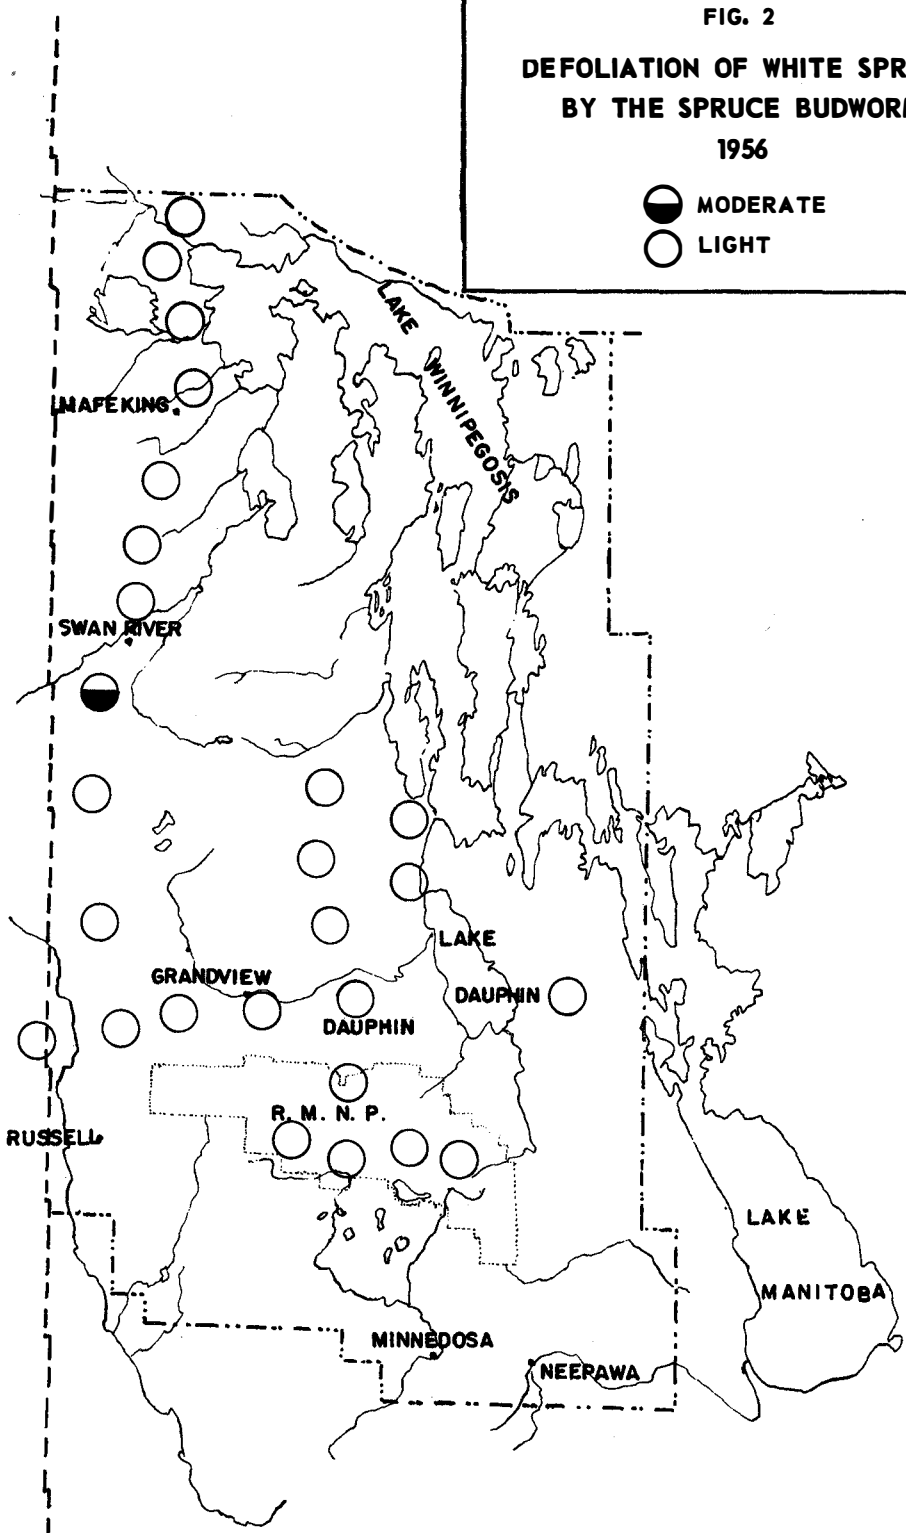 FIG. 2
DEFOLIATION OF WHITE SPR
BY THE SPRUCE BUDWORM
1956
MODERATE
LIGHT
LAKE
WINNIPEGOSIS
MAFEKING
SWAN RIVER
LAKE
GRANDVIEW
DAUPHIN
DAUPHIN
R. M. N. P.
RUSSELL
LAKE
MANITOBA
MINNEDOSA
NEEPAWA